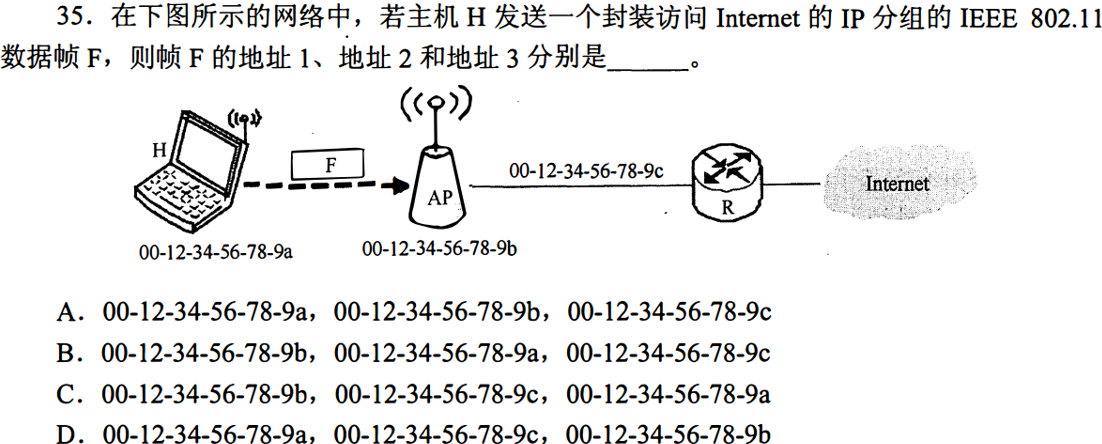 35．在下图所示的网络中，若主机 H 发送一个封装访问 Internet 的 IP 分组的 IEEE 802.11
数据帧 F，则帧 F 的地址 1、地址 2 和地址 3 分别是______。
H
F
AP
00-12-34-56-78-9c
R
Internet
00-12-34-56-78-9a
00-12-34-56-78-9b
A．00-12-34-56-78-9a，00-12-34-56-78-9b，00-12-34-56-78-9c
B．00-12-34-56-78-9b，00-12-34-56-78-9a，00-12-34-56-78-9c
C．00-12-34-56-78-9b，00-12-34-56-78-9c，00-12-34-56-78-9a
D．00-12-34-56-78-9a，00-12-34-56-78-9c，00-12-34-56-78-9b